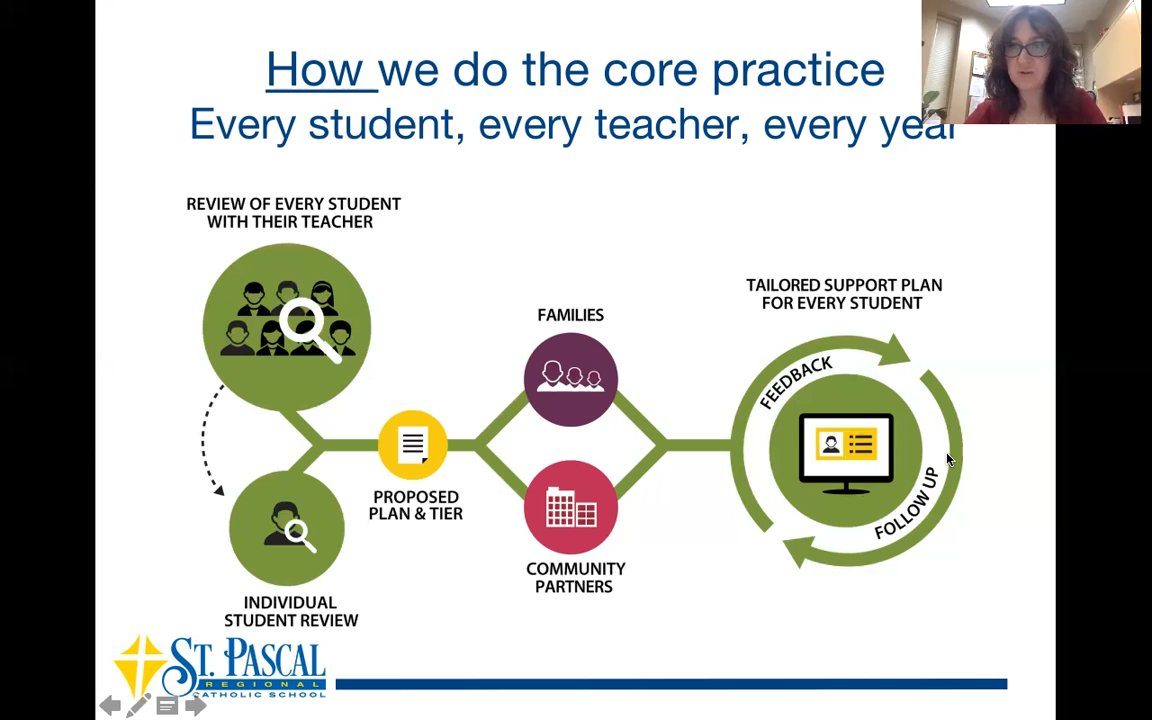 How we do the core practice
Every student, every teacher, every year
REVIEW OF EVERY STUDENT
WITH THEIR TEACHER
TAILORED SUPPORT PLAN
FOR EVERY STUDENT
FAMILIES
FEEDBACK
FOLLOW UP
PROPOSED
PLAN & TIER
COMMUNITY
PARTNERS
INDIVIDUAL
STUDENT REVIEW
ST. PASCAL
REGIONAL
CATHOLIC SCHOOL